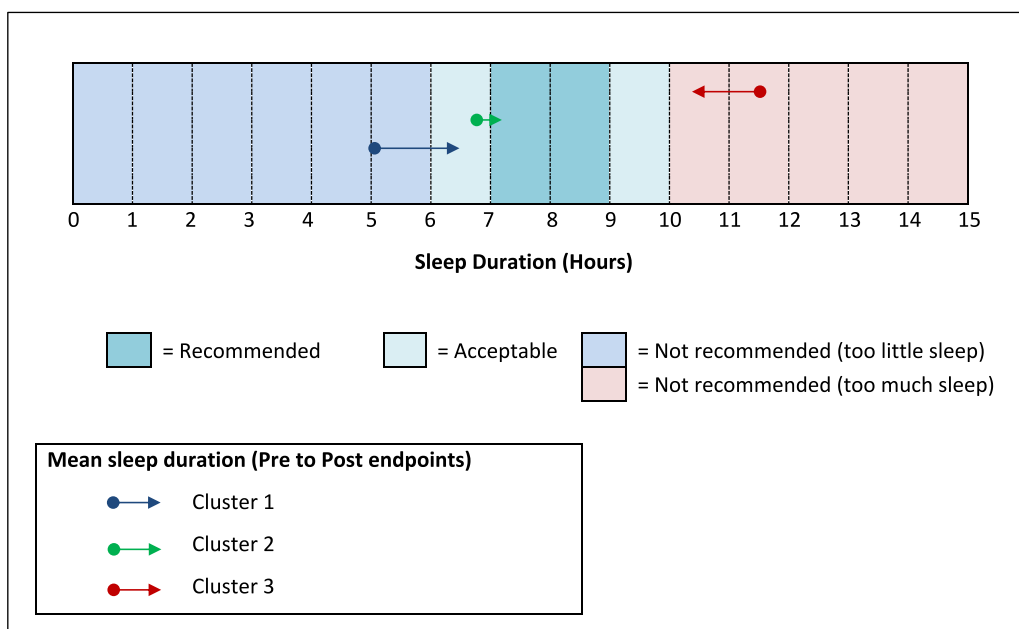 0 1 2 3 4 5 6 7 8 9 10 11 12 13 14 15
Sleep Duration (Hours)
= Recommended
= Acceptable
= Not recommended (too little sleep)
= Not recommended (too much sleep)
Mean sleep duration (Pre to Post endpoints)
Cluster 1
Cluster 2
Cluster 3